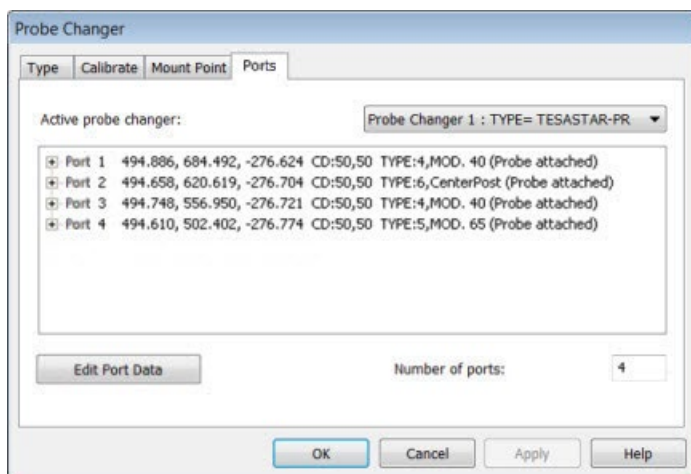 Probe Changer
Type Calibrate Mount Point Ports
Active probe changer: Probe Changer 1 : TYPE= TESASTAR-PR
Port 1 494.886, 684.492, -276.624 CD:50,50 TYPE:4,MOD. 40 (Probe attached)
Port 2 494.658, 620.619, -276.704 CD:50,50 TYPE:6,CenterPost (Probe attached)
Port 3 494.748, 556.950, -276.721 CD:50,50 TYPE:4,MOD. 40 (Probe attached)
Port 4 494.610, 502.402, -276.774 CD:50,50 TYPE:5,MOD. 65 (Probe attached)
Edit Port Data Number of ports: 4
OK Cancel Apply Help